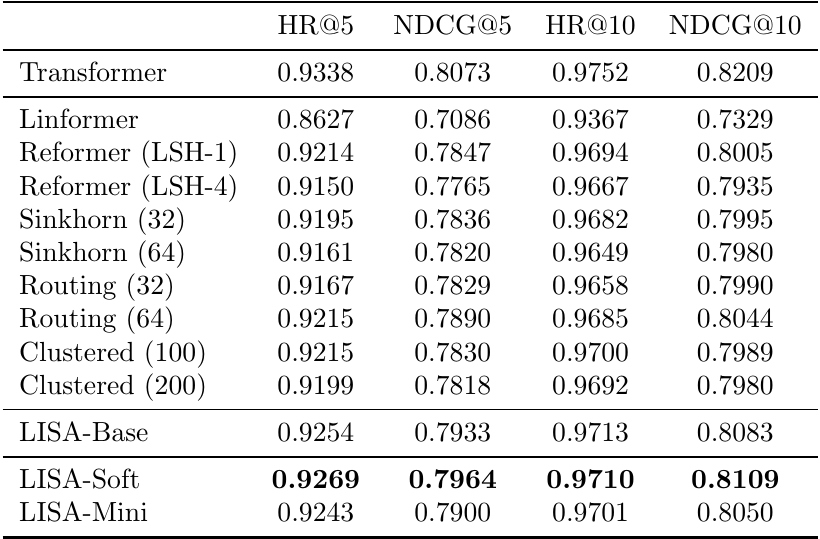 HR@5 NDCG@5 HR@10 NDCG@10
Transformer 0.9338 0.8073 0.9752 0.8209
Linformer 0.8627 0.7086 0.9367 0.7329
Reformer (LSH-1) 0.9214 0.7847 0.9694 0.8005
Reformer (LSH-4) 0.9150 0.7765 0.9667 0.7935
Sinkhorn (32) 0.9195 0.7836 0.9682 0.7995
Sinkhorn (64) 0.9161 0.7820 0.9649 0.7980
Routing (32) 0.9167 0.7829 0.9658 0.7990
Routing (64) 0.9215 0.7890 0.9685 0.8044
Clustered (100) 0.9215 0.7830 0.9700 0.7989
Clustered (200) 0.9199 0.7818 0.9692 0.7980
LISA-Base 0.9254 0.7933 0.9713 0.8083
LISA-Soft 0.9269 0.7964 0.9710 0.8109
LISA-Mini 0.9243 0.7900 0.9701 0.8050